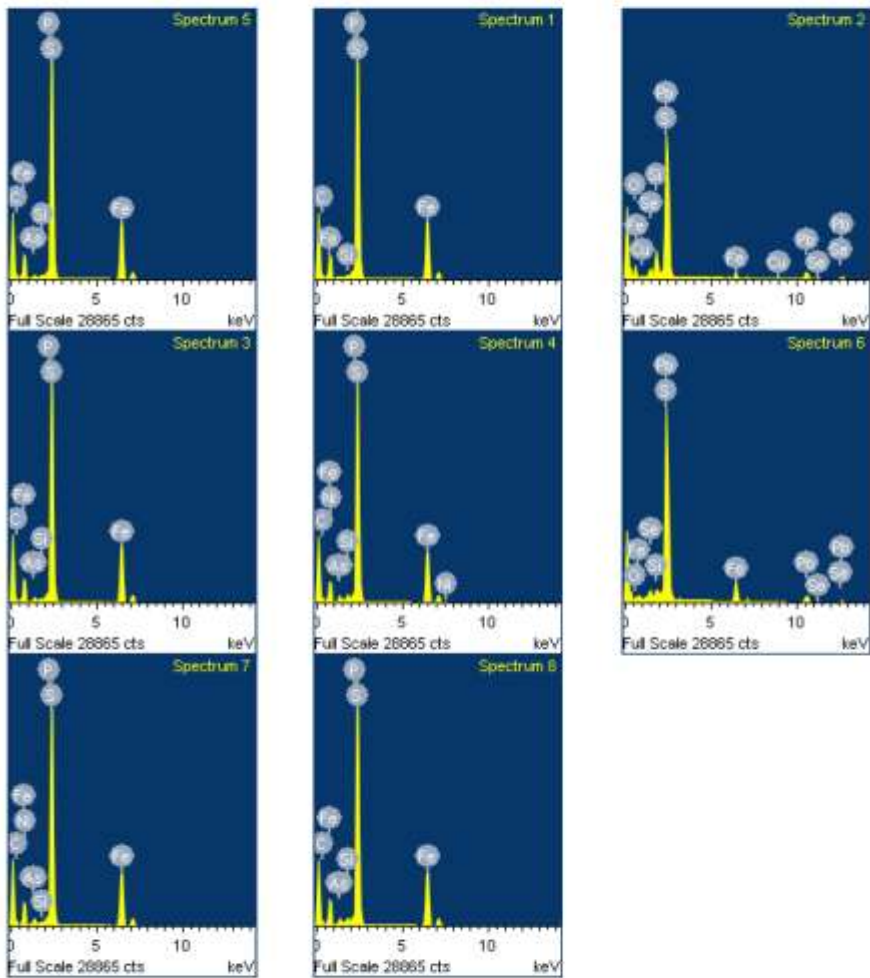 Spectrum 5
P
S
Fe
C
Si
As
Fe
0 5 10
Full Scale 28865 cts keV
Spectrum 1
P
S
C
Fe
Si
Fe
0 5 10
Full Scale 28865 cts keV
Spectrum 2
Pb
S
C
Si
Se
Fe
Cu
Fe
Cu
Pb
Se
Pb
Se
0 5 10
Full Scale 28865 cts keV
Spectrum 3
P
S
Fe
C
Si
As
Fe
0 5 10
Full Scale 28865 cts keV
Spectrum 4
P
S
Fe
Ni
C
Si
As
Fe
Ni
0 5 10
Full Scale 28865 cts keV
Spectrum 6
Pb
S
Se
Fe
C
Si
Fe
Pb
Se
Pb
Se
0 5 10
Full Scale 28865 cts keV
Spectrum 7
P
S
Fe
C
As
Si
Fe
0 5 10
Full Scale 28865 cts keV
Spectrum 8
P
S
Fe
C
Si
As
Fe
0 5 10
Full Scale 28865 cts keV